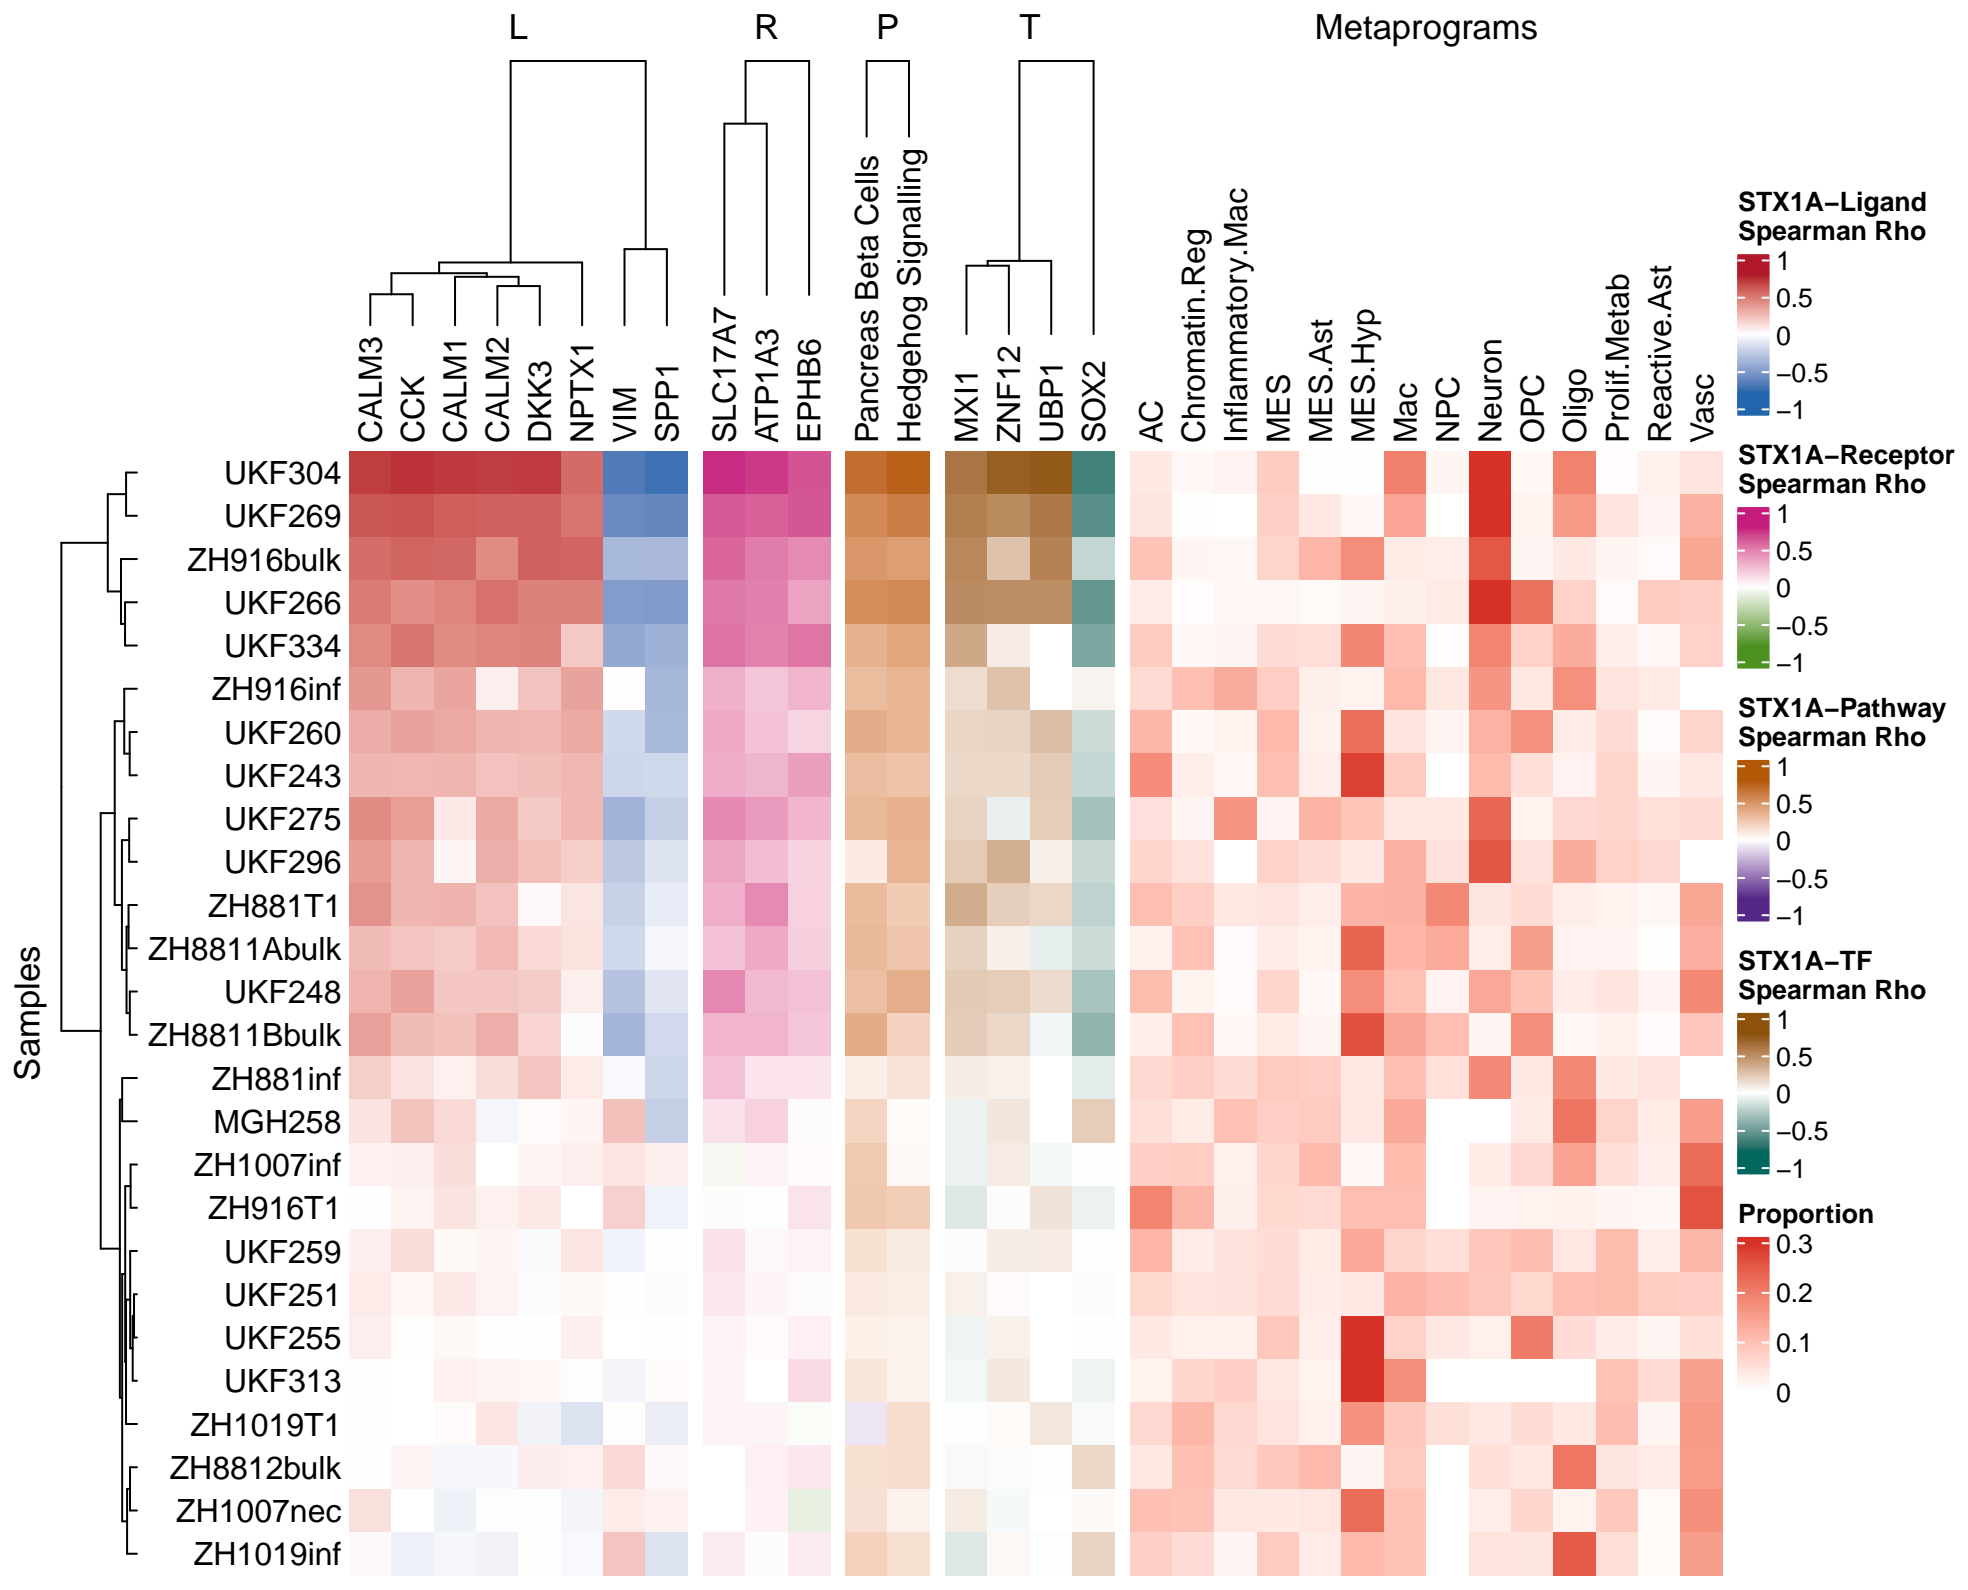 L R P T Metaprograms
CALM3
CCK
CALM1
CALM2
DKK3
NPTX1
VIM
SPP1
SLC17A7
ATP1A3
EPHB6
Pancreas Beta Cells
Hedgehog Signalling
MXI1
ZNF12
UBP1
SOX2
AC
Chromatin.Reg
Inflammatory.Mac
MES
MES.Ast
MES.Hyp
Mac
NPC
Neuron
OPC
Oligo
Prolif.Metab
Reactive.Ast
Vasc
Samples
UKF304
UKF269
ZH916bulk
UKF266
UKF334
ZH916inf
UKF260
UKF243
UKF275
UKF296
ZH881T1
ZH8811Abulk
UKF248
ZH8811Bbulk
ZH881inf
MGH258
ZH1007inf
ZH916T1
UKF259
UKF251
UKF255
UKF313
ZH1019T1
ZH8812bulk
ZH1007nec
ZH1019inf
STX1A−Ligand
Spearman Rho
1
0.5
0
−0.5
−1
STX1A−Receptor
Spearman Rho
1
0.5
0
−0.5
−1
STX1A−Pathway
Spearman Rho
1
0.5
0
−0.5
−1
STX1A−TF
Spearman Rho
1
0.5
0
−0.5
−1
Proportion
0.3
0.2
0.1
0